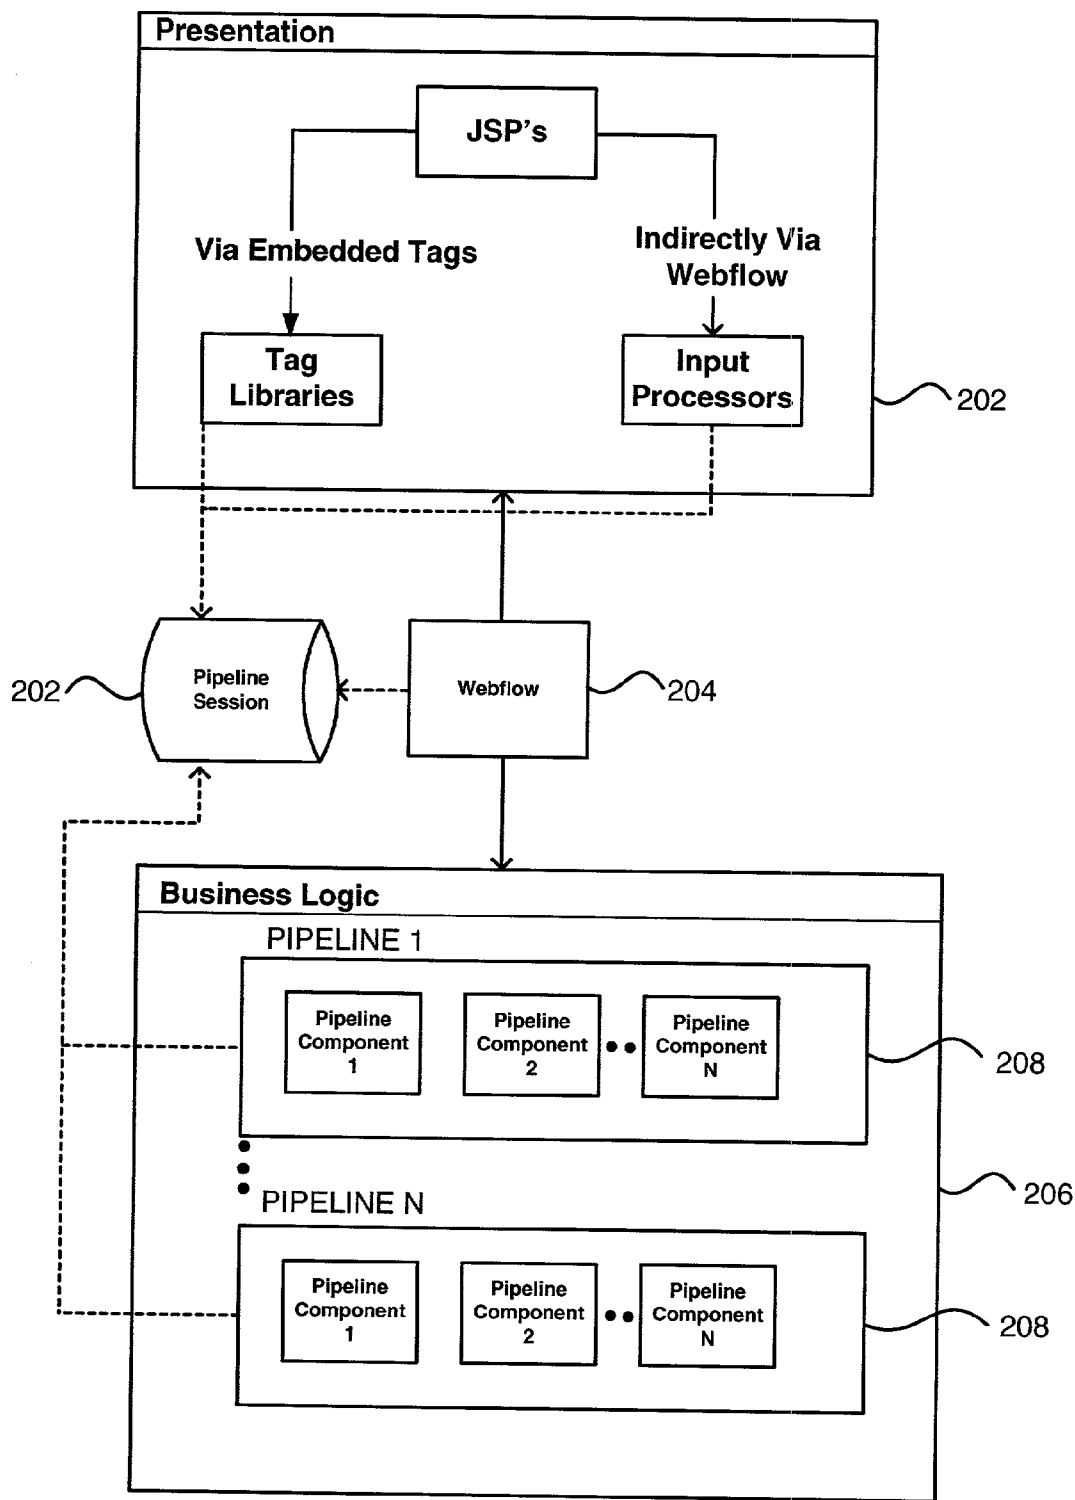 Presentation
JSP's
Via Embedded Tags
Indirectly Via
Webflow
Tag
Libraries
Input
Processors
202
202
Pipeline
Session
Webflow
204
Business Logic
PIPELINE 1
Pipeline
Component
1
Pipeline
Component
2
Pipeline
Component
N
208
206
PIPELINE N
Pipeline
Component
1
Pipeline
Component
2
Pipeline
Component
N
208